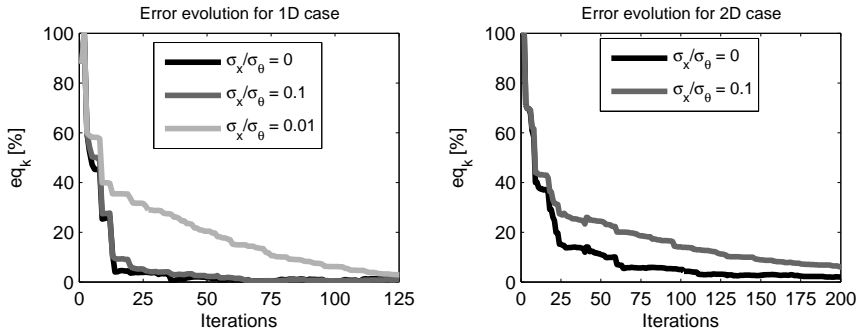 Error evolution for 1D case
100
80
60
40
20
0
eq_k [%]
σ_x/σ_θ = 0
σ_x/σ_θ = 0.1
σ_x/σ_θ = 0.01
0 25 50 75 100 125
Iterations
Error evolution for 2D case
100
80
60
40
20
0
eq_k [%]
σ_x/σ_θ = 0
σ_x/σ_θ = 0.1
0 25 50 75 100 125 150 175 200
Iterations